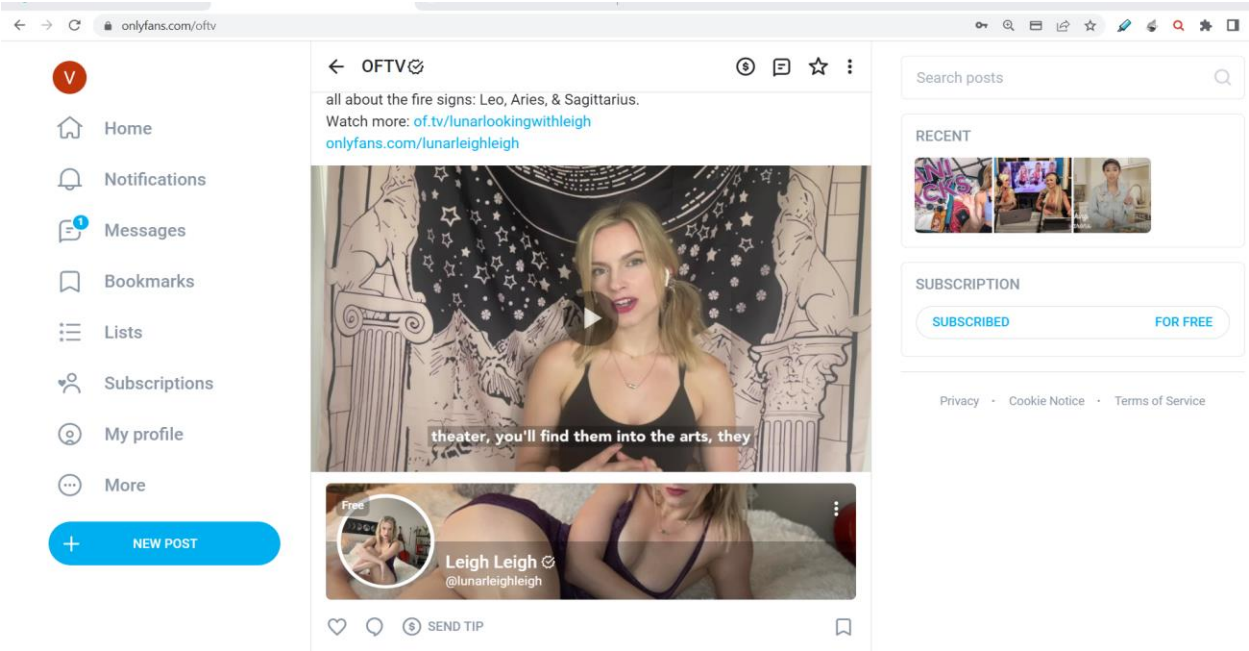 onlyfans.com/oftv
V
Home
Notifications
1
Messages
Bookmarks
Lists
Subscriptions
My profile
More
+ NEW POST
OFTV
all about the fire signs: Leo, Aries, & Sagittarius.
Watch more: of.tv/lunarlookingwithleigh
onlyfans.com/lunarleighleigh
theater, you'll find them into the arts, they
Free
Leigh Leigh
@lunarleighleigh
SEND TIP
Search posts
RECENT
SUBSCRIPTION
SUBSCRIBED FOR FREE
Privacy · Cookie Notice · Terms of Service